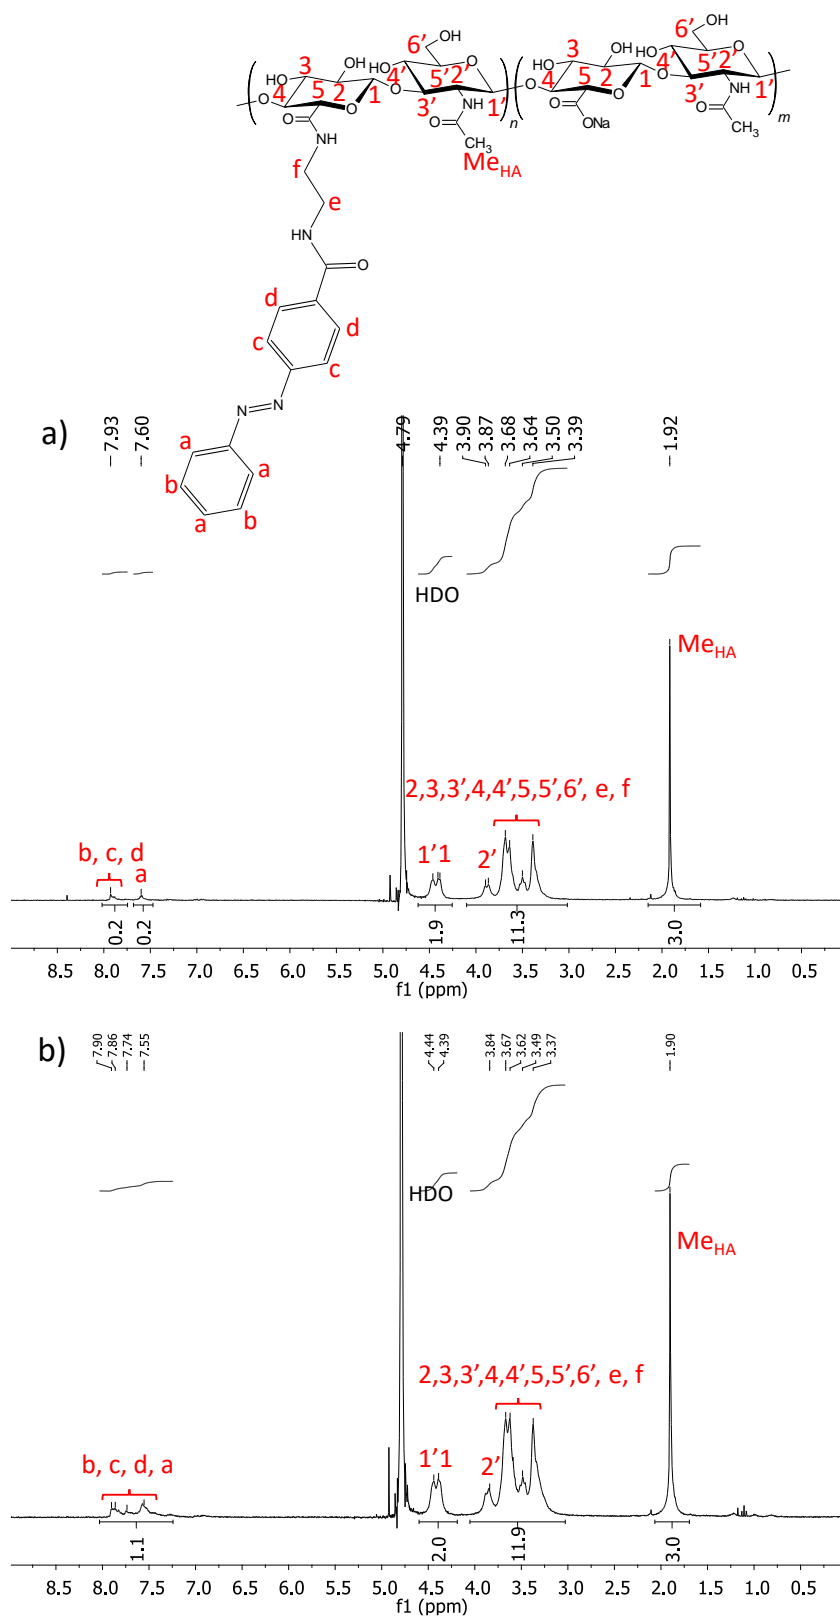 6' OH 6' OH
3 OH HO O 3 OH HO O
HO 4' 5' 2' HO 4' 5' 2'
4 5 2 1 O 4 5 2 1 O
O O 3' NH 1' n O O 3' NH 1' m
O NH O CH3 O ONa O CH3
MeHA
f
e
HN
O
d
d
c
c
N
N
a
a
b
b
a
a)
7.93 7.60 4.79 4.39 3.90 3.87 3.68 3.64 3.50 3.39 1.92
HDO
MeHA
2,3,3',4,4',5,5',6', e, f
b, c, d
a
1'1
2'
0.2 0.2 1.9 11.3 3.0
8.5 8.0 7.5 7.0 6.5 6.0 5.5 5.0 4.5 4.0 3.5 3.0 2.5 2.0 1.5 1.0 0.5
f1 (ppm)
b)
7.90 7.86 7.74 7.55 4.44 4.39 3.84 3.67 3.62 3.49 3.37 1.90
HDO
MeHA
2,3,3',4,4',5,5',6', e, f
b, c, d, a
1'1
2'
1.1 2.0 11.9 3.0
8.5 8.0 7.5 7.0 6.5 6.0 5.5 5.0 4.5 4.0 3.5 3.0 2.5 2.0 1.5 1.0 0.5
f1 (ppm)